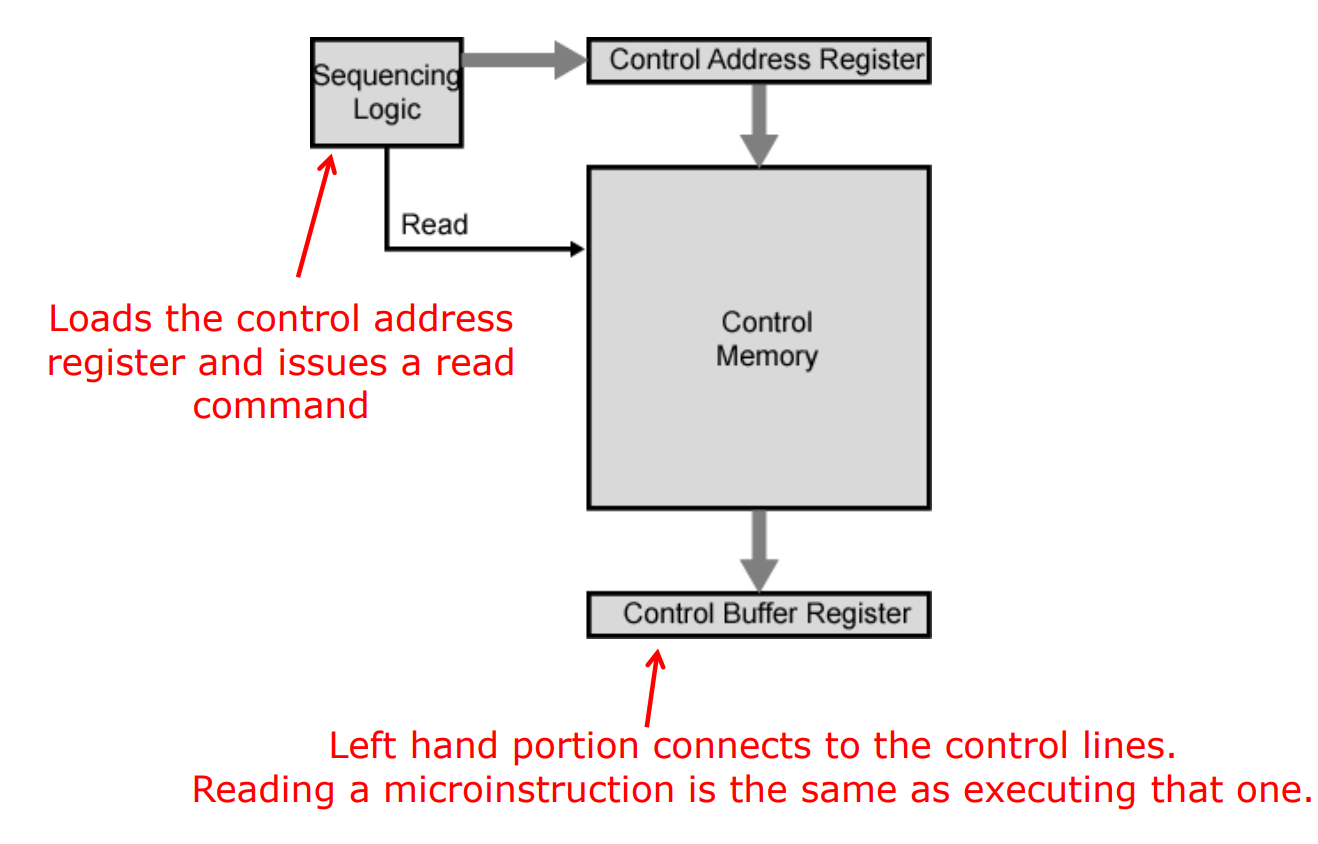 Sequencing
Logic
Control Address Register
Read
Loads the control address
register and issues a read
command
Control
Memory
Control Buffer Register
Left hand portion connects to the control lines.
Reading a microinstruction is the same as executing that one.